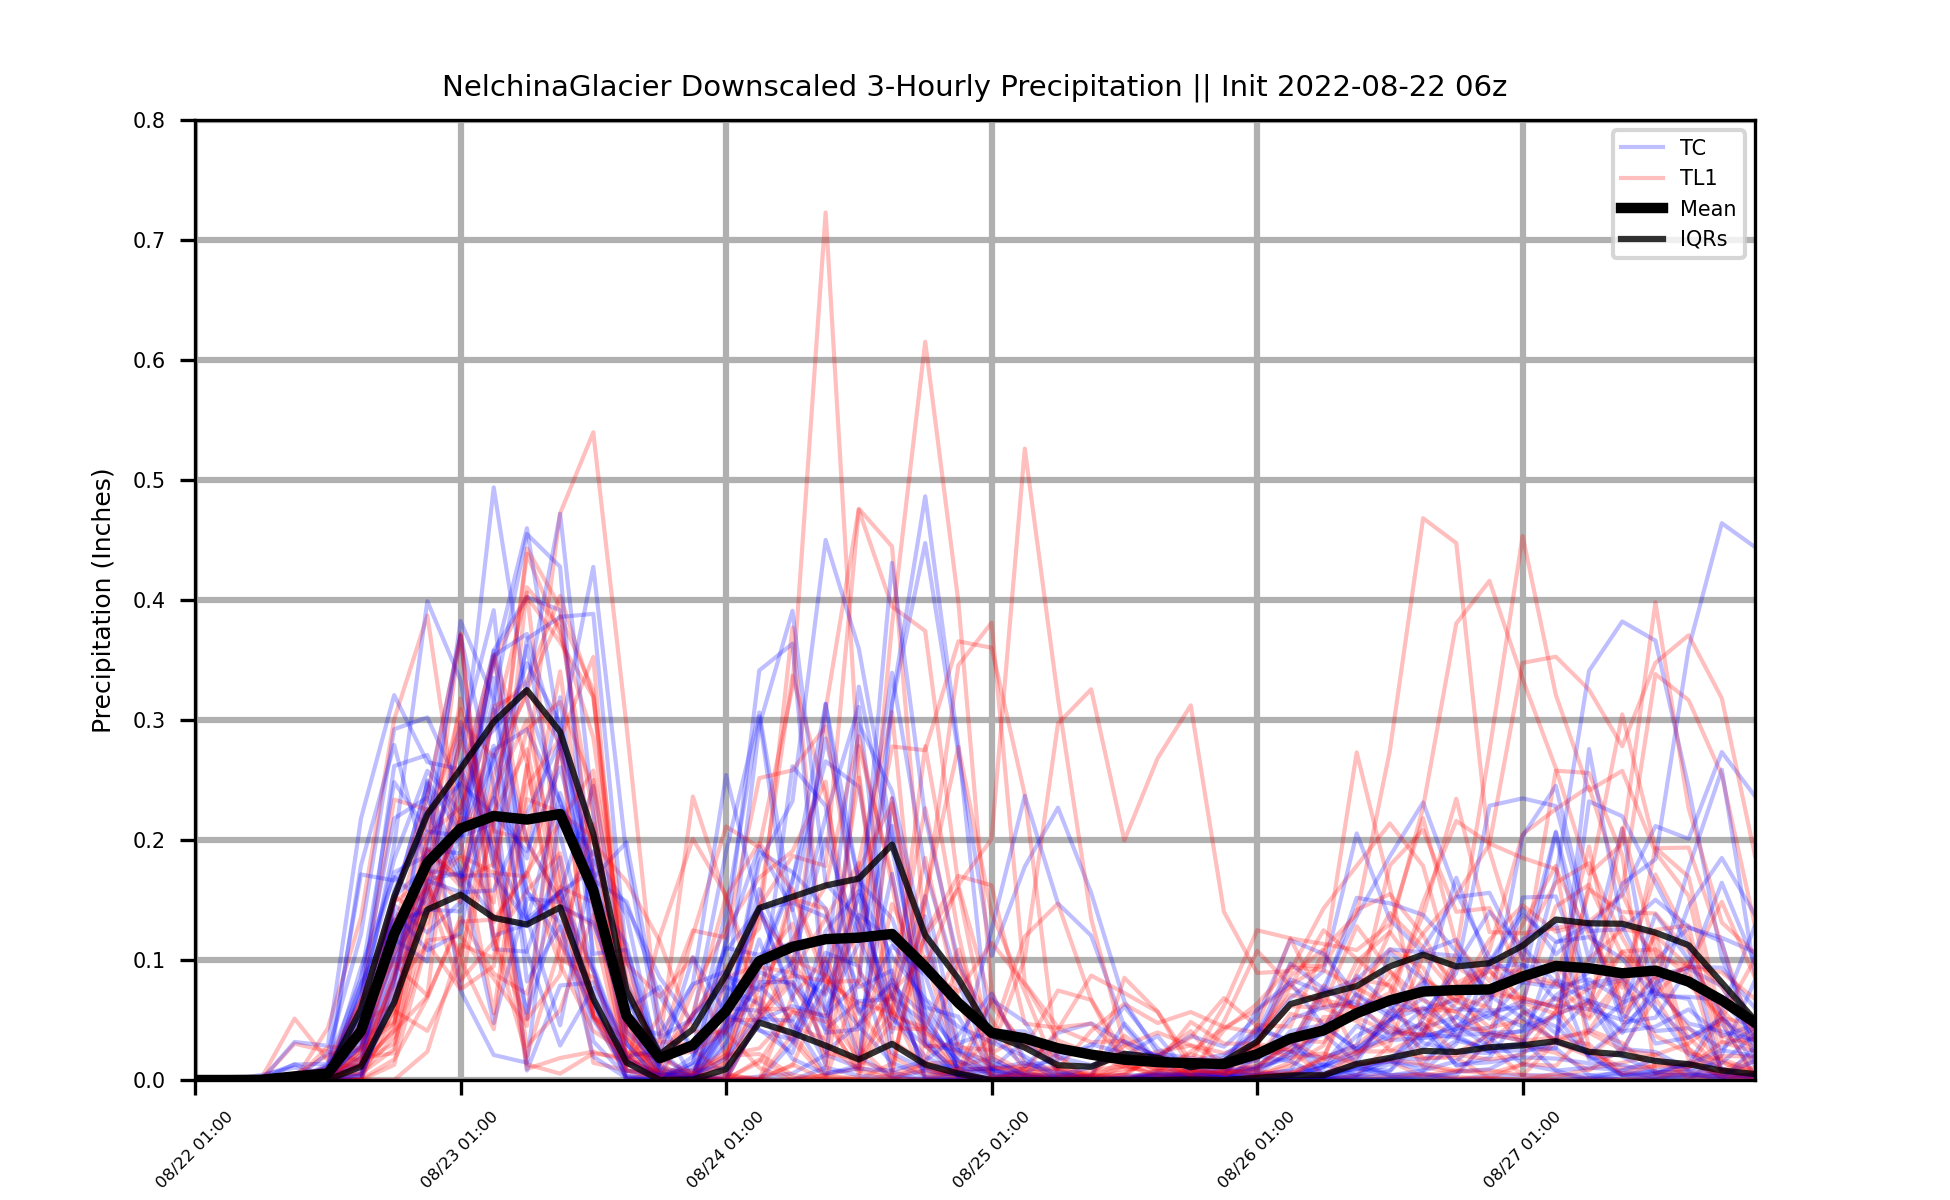 NelchinaGlacier Downscaled 3-Hourly Precipitation || Init 2022-08-22 06z
TC
TL1
Mean
IQRs
Precipitation (Inches)
0.8
0.7
0.6
0.5
0.4
0.3
0.2
0.1
0.0
08/22 01:00
08/23 01:00
08/24 01:00
08/25 01:00
08/26 01:00
08/27 01:00